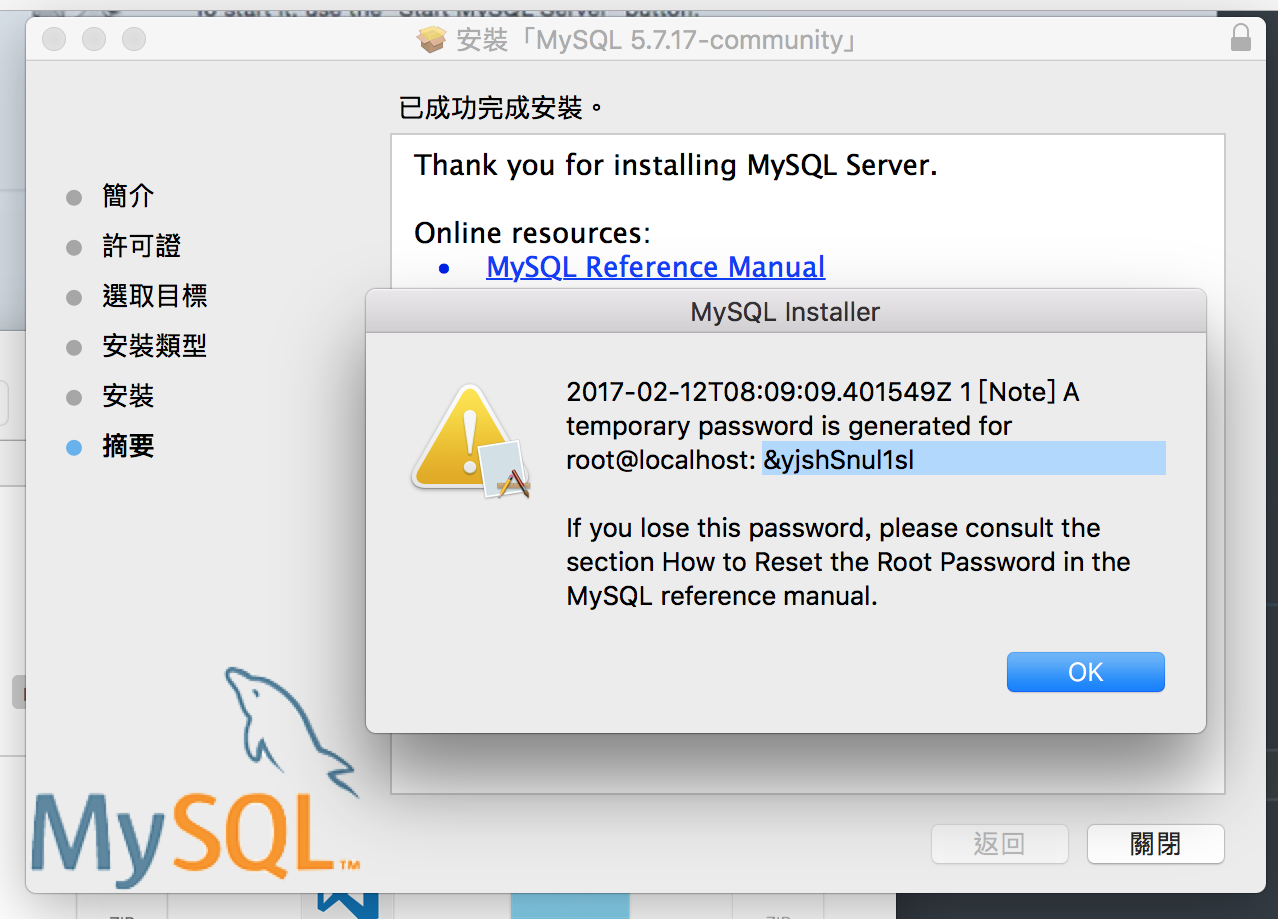 To start it, use the "Start MySQL Server" button.
安裝「MySQL 5.7.17-community」
已成功完成安裝。
簡介
許可證
選取目標
安裝類型
安裝
摘要
Thank you for installing MySQL Server.
Online resources:
• MySQL Reference Manual
MySQL Installer
2017-02-12T08:09:09.401549Z 1 [Note] A
temporary password is generated for
root@localhost: &yjshSnul1sl
If you lose this password, please consult the
section How to Reset the Root Password in the
MySQL reference manual.
OK
MySQL™
返回
關閉
ZIP
ZIP